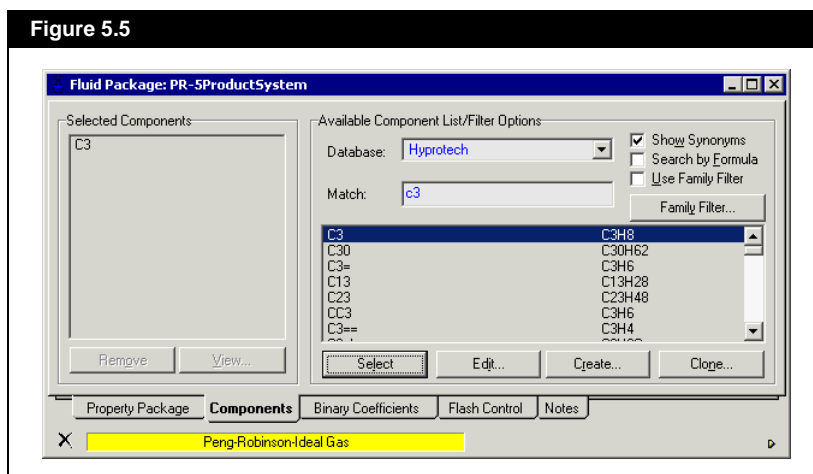 Figure 5.5
Fluid Package: PR-5ProductSystem
Selected Components
C3
Remove
View...
Available Component List/Filter Options
Database: Hyprotech
Match: c3
Show Synonyms
Search by Formula
Use Family Filter
Family Filter...
C3 C3H8
C30 C30H62
C3= C3H6
C13 C13H28
C23 C23H48
CC3 C3H6
C3== C3H4
Select Edit... Create... Clone...
Property Package Components Binary Coefficients Flash Control Notes
Peng-Robinson-Ideal Gas